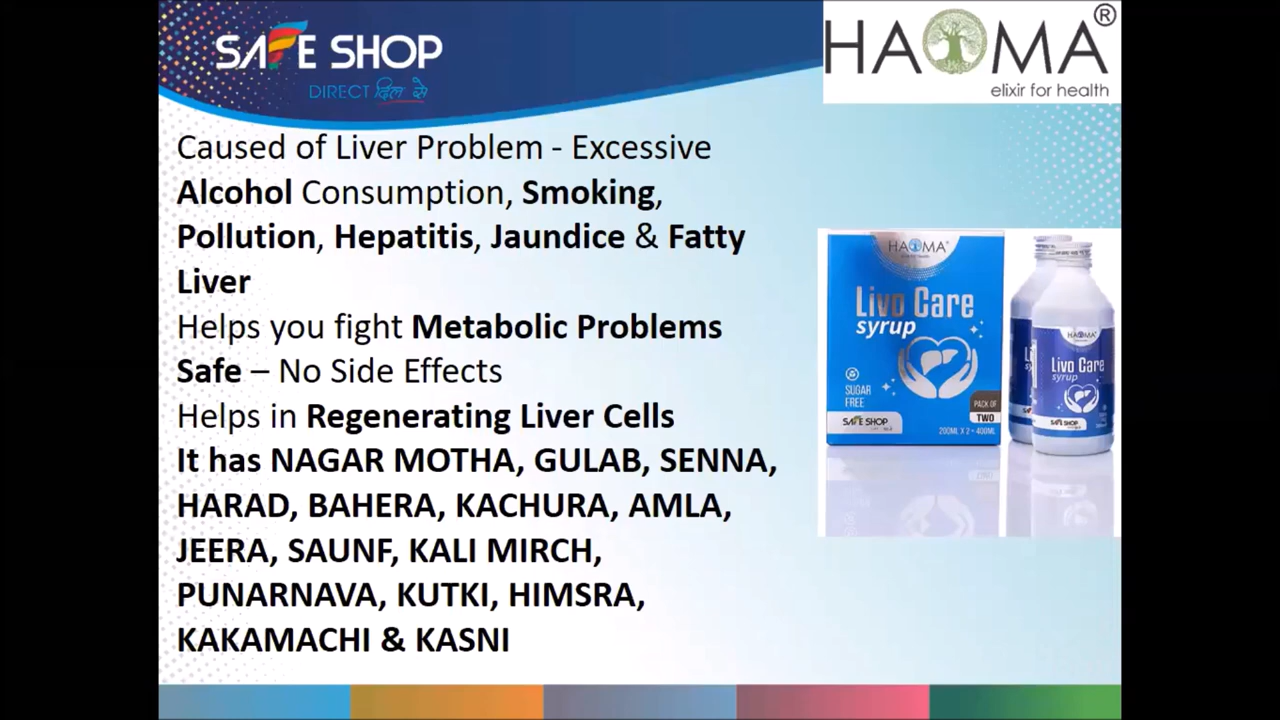 SAFE SHOP
DIRECT दिल से
HAOMA®
elixir for health
Caused of Liver Problem - Excessive
Alcohol Consumption, Smoking,
Pollution, Hepatitis, Jaundice & Fatty
Liver
Helps you fight Metabolic Problems
Safe – No Side Effects
Helps in Regenerating Liver Cells
It has NAGAR MOTHA, GULAB, SENNA,
HARAD, BAHERA, KACHURA, AMLA,
JEERA, SAUNF, KALI MIRCH,
PUNARNAVA, KUTKI, HIMSRA,
KAKAMACHI & KASNI
HAOMA
Livo Care
syrup
SUGAR
FREE
PACK OF
TWO
SAFE SHOP
200ML X 2 = 400ML
HAOMA
Livo Care
syrup
SAFE SHOP